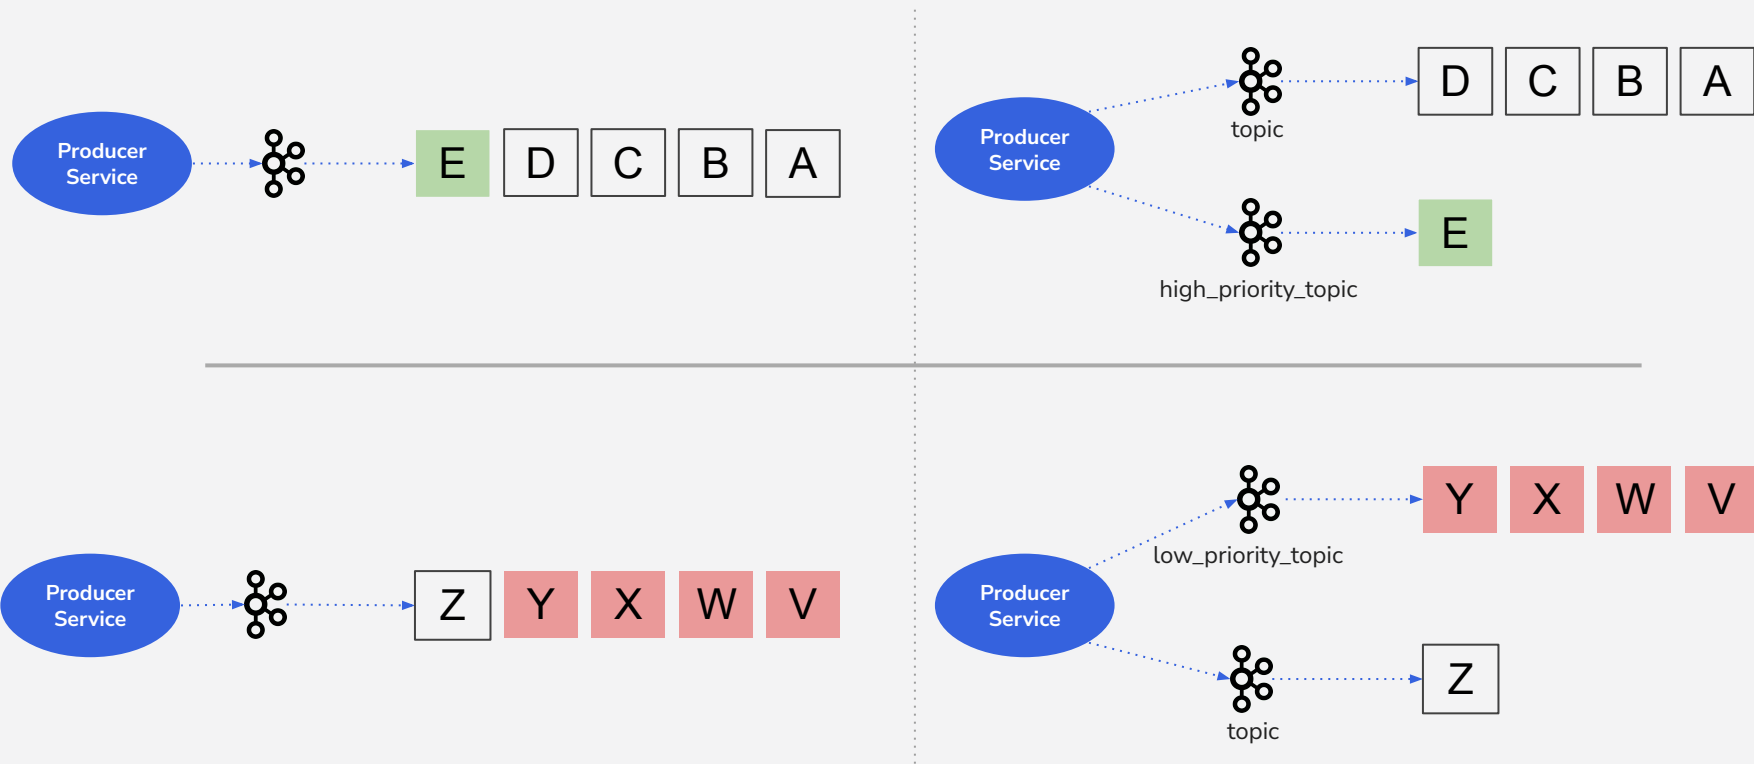 Producer
Service
E D C B A
Producer
Service
topic
D C B A
high_priority_topic
E
Producer
Service
Z Y X W V
Producer
Service
low_priority_topic
Y X W V
topic
Z